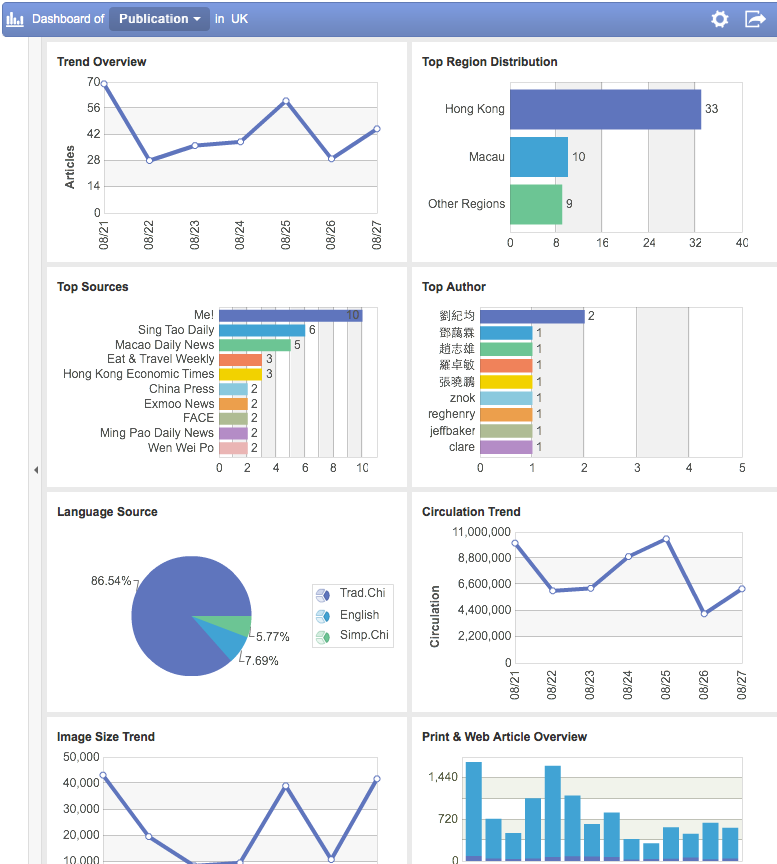 Dashboard of Publication In UK
Trend Overview
Articles
70
56
42
28
14
0
08/21 08/22 08/23 08/24 08/25 08/26 08/27
Top Region Distribution
Hong Kong 33
Macau 10
Other Regions 9
0 8 16 24 32 40
Top Sources
Me! 10
Sing Tao Daily 6
Macao Daily News 5
Eat & Travel Weekly 3
Hong Kong Economic Times 3
China Press 2
Exmoo News 2
FACE 2
Ming Pao Daily News 2
Wen Wei Po 2
0 2 4 6 8 10
Top Author
劉紀均 2
鄧藹霖 1
趙志雄 1
羅卓敏 1
張曉鵬 1
znok 1
reghenry 1
jeffbaker 1
clare 1
0 1 2 3 4 5
Language Source
86.54%
5.77%
7.69%
Trad.Chi
English
Simp.Chi
Circulation Trend
Circulation
11,000,000
8,800,000
6,600,000
4,400,000
2,200,000
0
08/21 08/22 08/23 08/24 08/25 08/26 08/27
Image Size Trend
50,000
40,000
30,000
20,000
10,000
Print & Web Article Overview
1,440
720
0